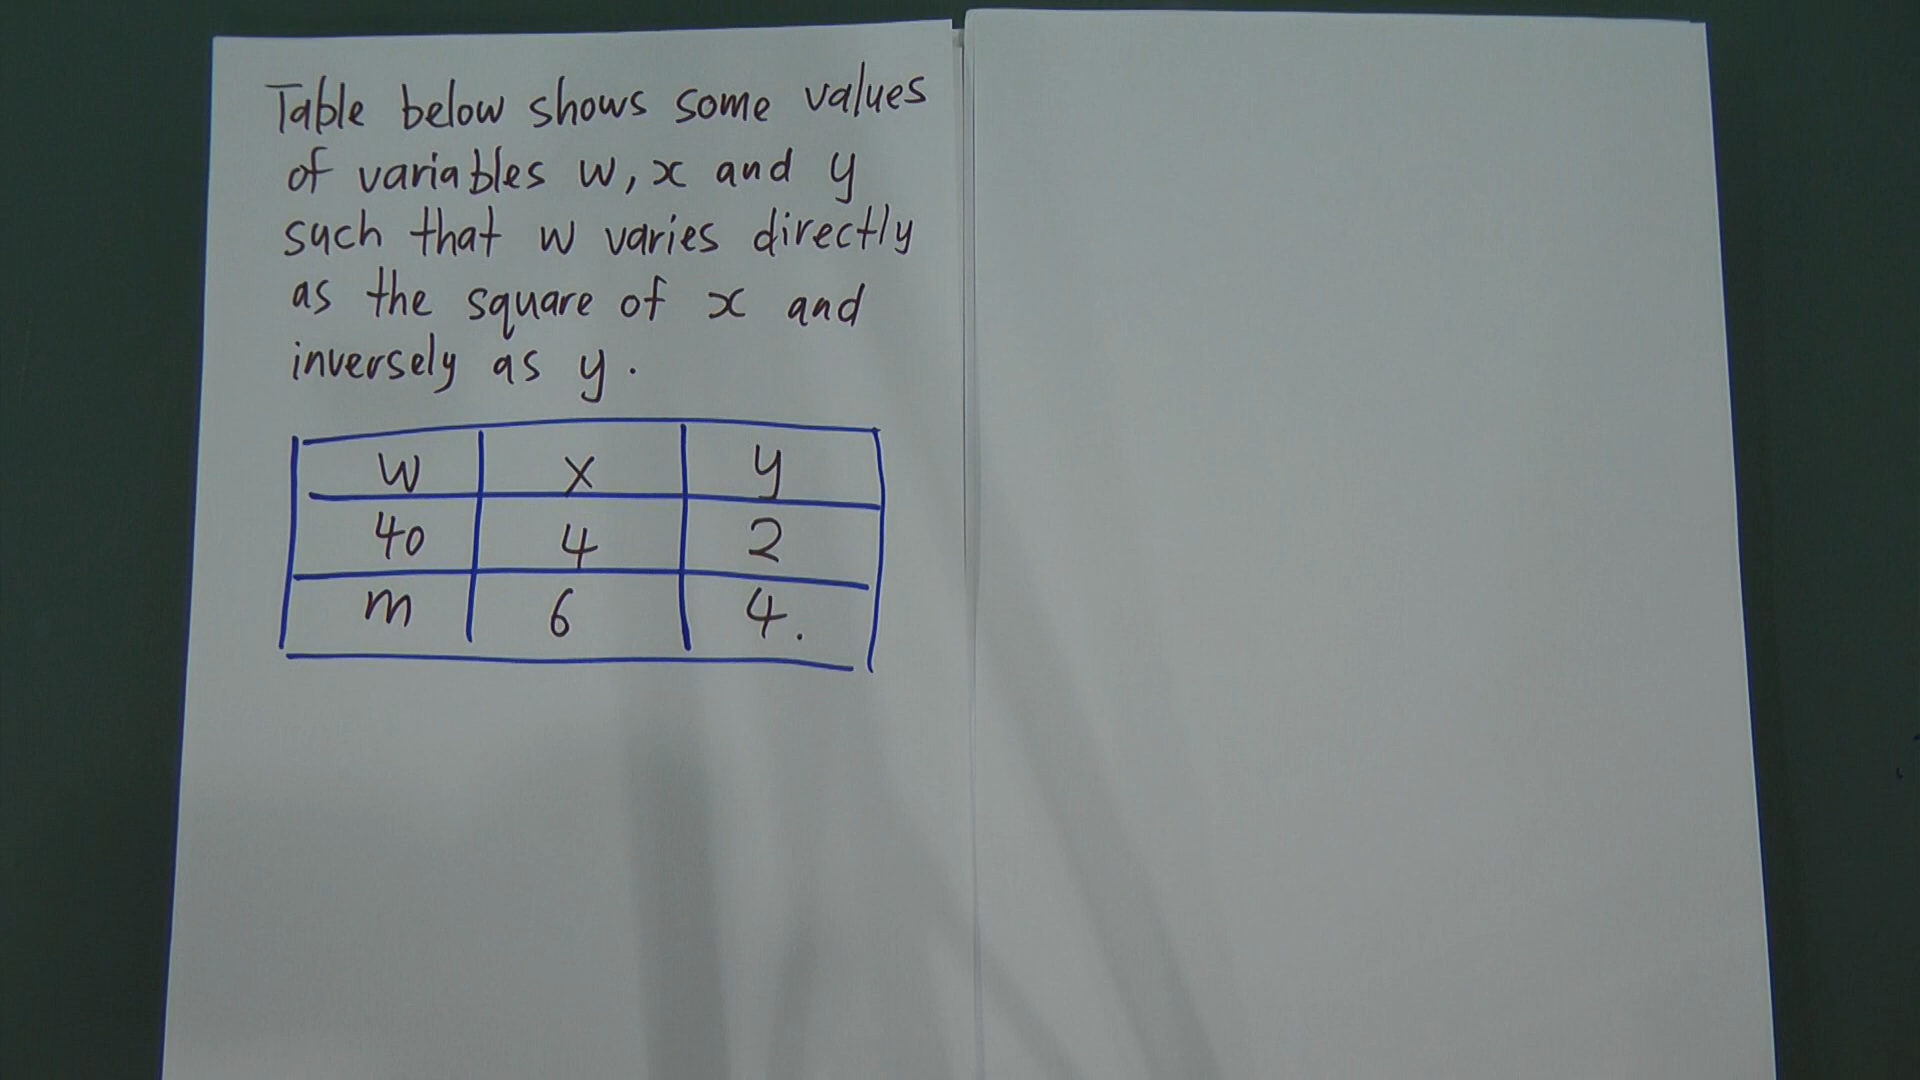 Table below shows some values
of variables w, x and y
such that w varies directly
as the square of x and
inversely as y.
w x y
40 4 2
m 6 4.